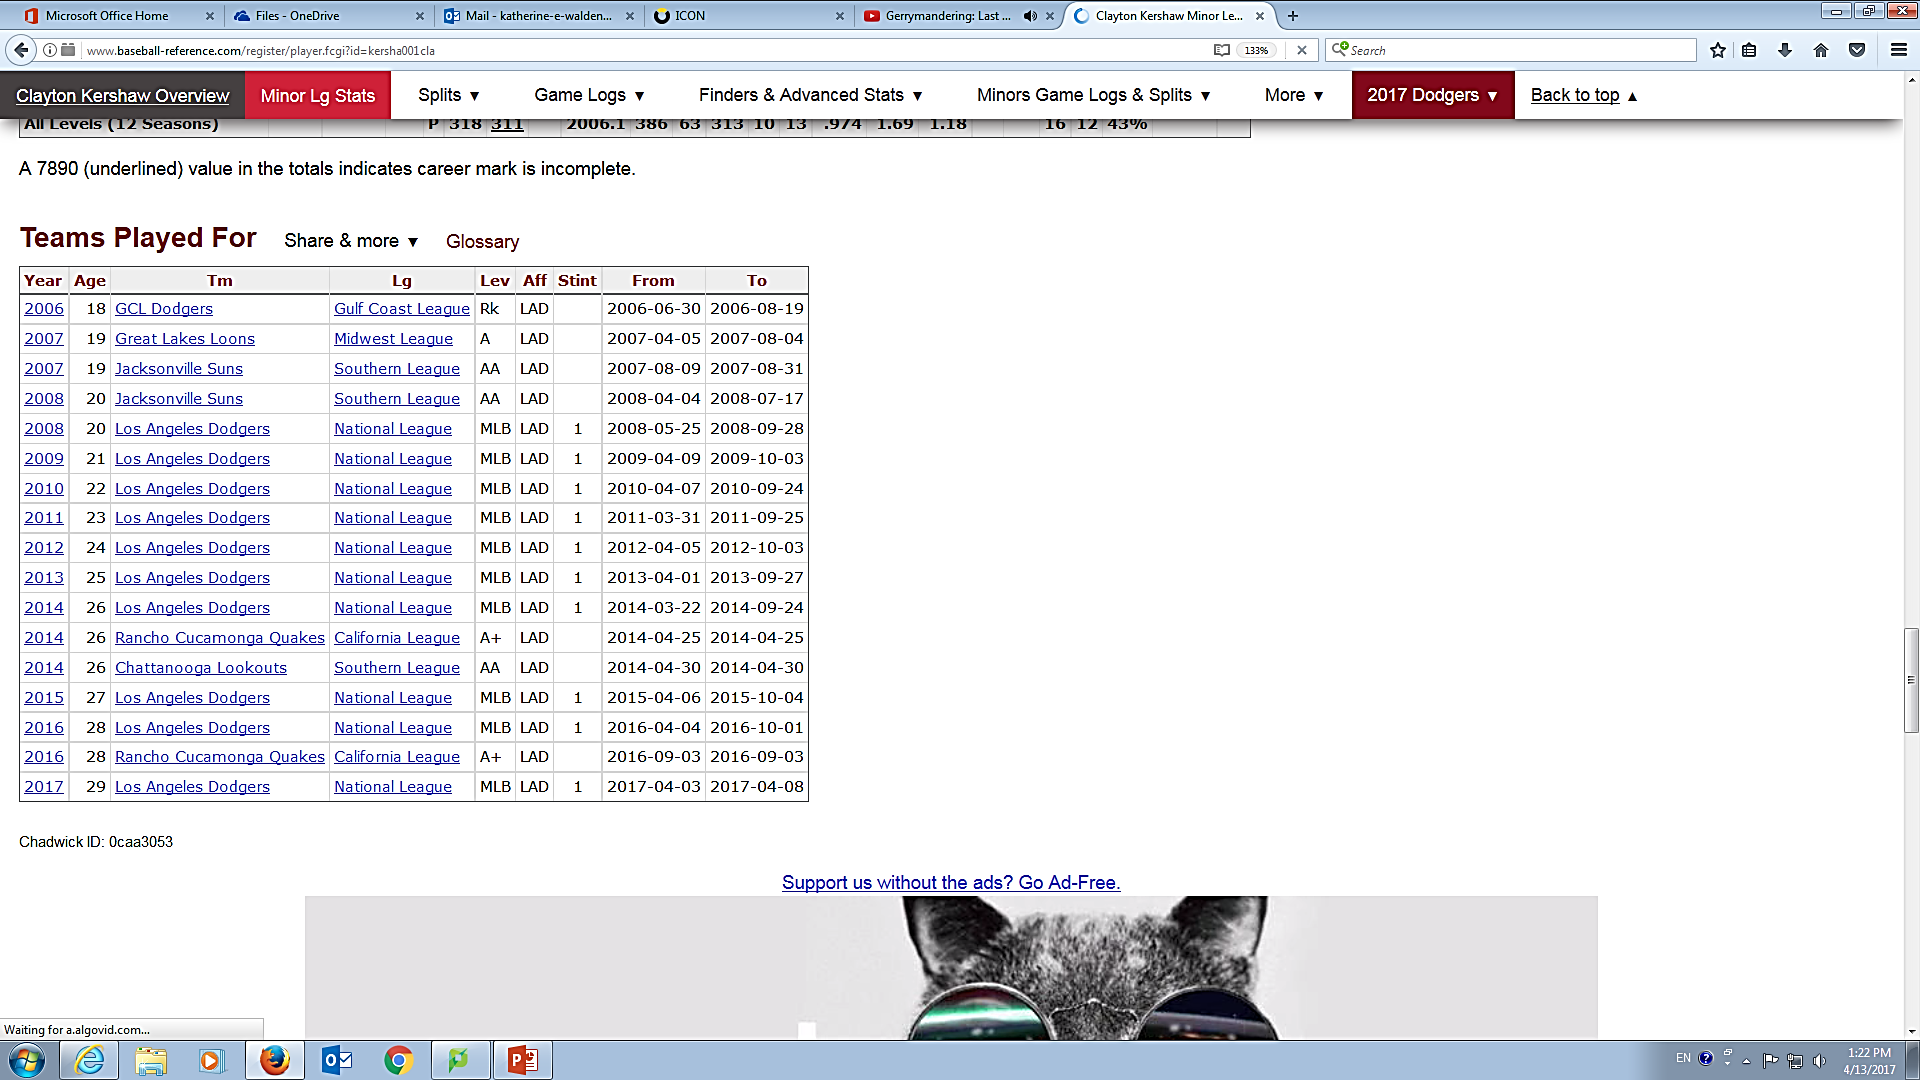 Microsoft Office Home
Files - OneDrive
Mail - katherine-e-walden...
ICON
Gerrymandering: Last ...
Clayton Kershaw Minor Le...
www.baseball-reference.com/register/player.fcgi?id=kersha001cla
133%
Search
Clayton Kershaw Overview Minor Lg Stats Splits ▼ Game Logs ▼ Finders & Advanced Stats ▼ Minors Game Logs & Splits ▼ More ▼ 2017 Dodgers ▼ Back to top ▲
All Levels (12 Seasons) P 318 311 2006.1 386 63 313 10 13 .974 1.69 1.18 16 12 43%
A 7890 (underlined) value in the totals indicates career mark is incomplete.
Teams Played For Share & more ▼ Glossary
Year Age Tm Lg Lev Aff Stint From To
2006 18 GCL Dodgers Gulf Coast League Rk LAD 2006-06-30 2006-08-19
2007 19 Great Lakes Loons Midwest League A LAD 2007-04-05 2007-08-04
2007 19 Jacksonville Suns Southern League AA LAD 2007-08-09 2007-08-31
2008 20 Jacksonville Suns Southern League AA LAD 2008-04-04 2008-07-17
2008 20 Los Angeles Dodgers National League MLB LAD 1 2008-05-25 2008-09-28
2009 21 Los Angeles Dodgers National League MLB LAD 1 2009-04-09 2009-10-03
2010 22 Los Angeles Dodgers National League MLB LAD 1 2010-04-07 2010-09-24
2011 23 Los Angeles Dodgers National League MLB LAD 1 2011-03-31 2011-09-25
2012 24 Los Angeles Dodgers National League MLB LAD 1 2012-04-05 2012-10-03
2013 25 Los Angeles Dodgers National League MLB LAD 1 2013-04-01 2013-09-27
2014 26 Los Angeles Dodgers National League MLB LAD 1 2014-03-22 2014-09-24
2014 26 Rancho Cucamonga Quakes California League A+ LAD 2014-04-25 2014-04-25
2014 26 Chattanooga Lookouts Southern League AA LAD 2014-04-30 2014-04-30
2015 27 Los Angeles Dodgers National League MLB LAD 1 2015-04-06 2015-10-04
2016 28 Los Angeles Dodgers National League MLB LAD 1 2016-04-04 2016-10-01
2016 28 Rancho Cucamonga Quakes California League A+ LAD 2016-09-03 2016-09-03
2017 29 Los Angeles Dodgers National League MLB LAD 1 2017-04-03 2017-04-08
Chadwick ID: 0caa3053
Support us without the ads? Go Ad-Free.
Waiting for a.algovid.com...
EN
1:22 PM
4/13/2017